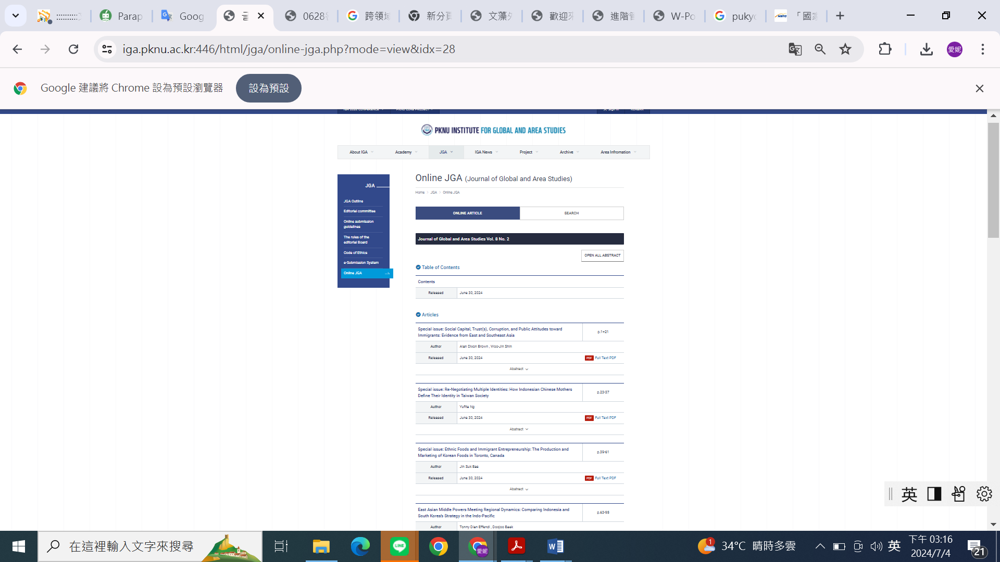 Parap
Goog
0628
跨領域
新分頁
文藻外
歡迎來
進階管
W-Po
pukyo
「國家
iga.pknu.ac.kr:446/html/jga/online-jga.php?mode=view&idx=28
愛妮
Google 建議將 Chrome 設為預設瀏覽器
設為預設
PKNU INSTITUTE FOR GLOBAL AND AREA STUDIES
About IGA
Academy
JGA
IGA News
Project
Archive
Area Infromation
JGA
JGA Outline
Editorial committee
Online submission
guidelines
The rules of the
editorial Board
Code of Ethics
e-Submission System
Online JGA
Online JGA (Journal of Global and Area Studies)
Home > JGA > Online JGA
ONLINE ARTICLE
SEARCH
Journal of Global and Area Studies Vol. 8 No. 2
OPEN ALL ABSTRACT
Table of Contents
Contents
Released June 30, 2024
Articles
Special issue: Social Capital, Trust(s), Corruption, and Public Attitudes toward
Immigrants: Evidence from East and Southeast Asia
p.1+21
Author Alan Dixon Brown , Woo-Jin Shin
Released June 30, 2024 PDF Full Text PDF
Abstract
Special issue: Re-Negotiating Multiple Identities: How Indonesian Chinese Mothers
Define Their Identity in Taiwan Society
p.23-37
Author Yufita Ng
Released June 30, 2024 PDF Full Text PDF
Abstract
Special issue: Ethnic Foods and Immigrant Entrepreneurship: The Production and
Marketing of Korean Foods in Toronto, Canada
p.39-61
Author Jin Suk Bae
Released June 30, 2024 PDF Full Text PDF
Abstract
East Asian Middle Powers Meeting Regional Dynamics: Comparing Indonesia and
South Korea's Strategy in the Indo-Pacific
p.63-95
Author Tonny Dian Effendi , Doojoo Baek
英
在這裡輸入文字來搜尋
LINE
愛妮
1
34°C 晴時多雲
英
下午 03:16
2024/7/4
21